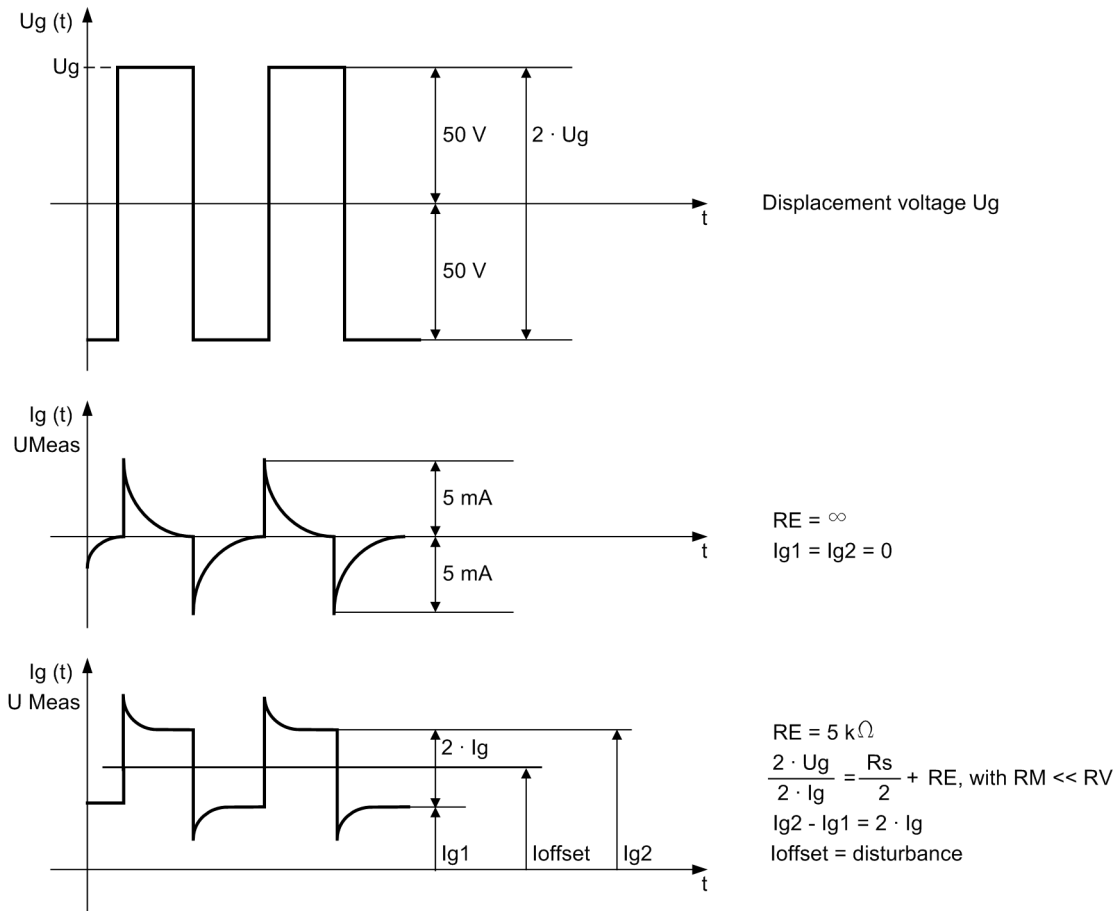 Ug (t)
Ug
50 V
2 · Ug
t
Displacement voltage Ug
50 V
Ig (t)
UMeas
5 mA
t
5 mA
RE = ∞
Ig1 = Ig2 = 0
Ig (t)
U Meas
2 · Ig
Ig1
Ioffset
Ig2
t
RE = 5 kΩ
2 · Ug / 2 · Ig = Rs / 2 + RE, with RM << RV
Ig2 - Ig1 = 2 · Ig
Ioffset = disturbance